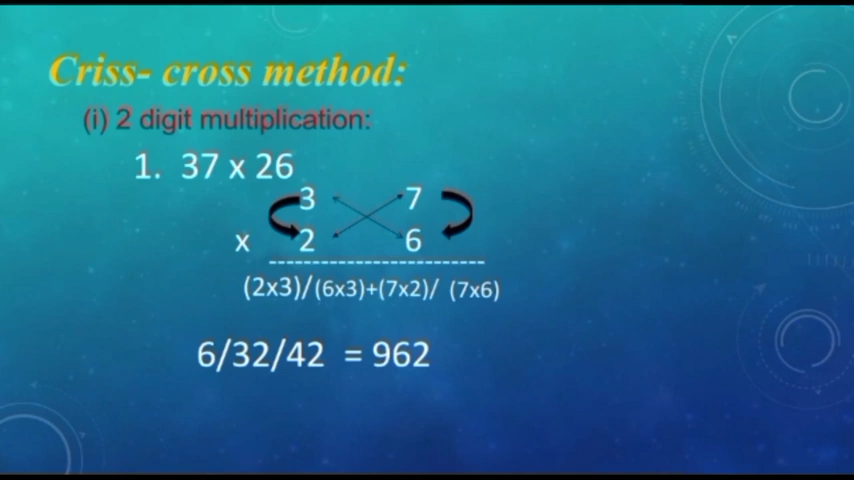 Criss- cross method:
(i) 2 digit multiplication:
1. 37 x 26
3 7
x 2 6
------------------------
(2x3)/(6x3)+(7x2)/ (7x6)
6/32/42 = 962